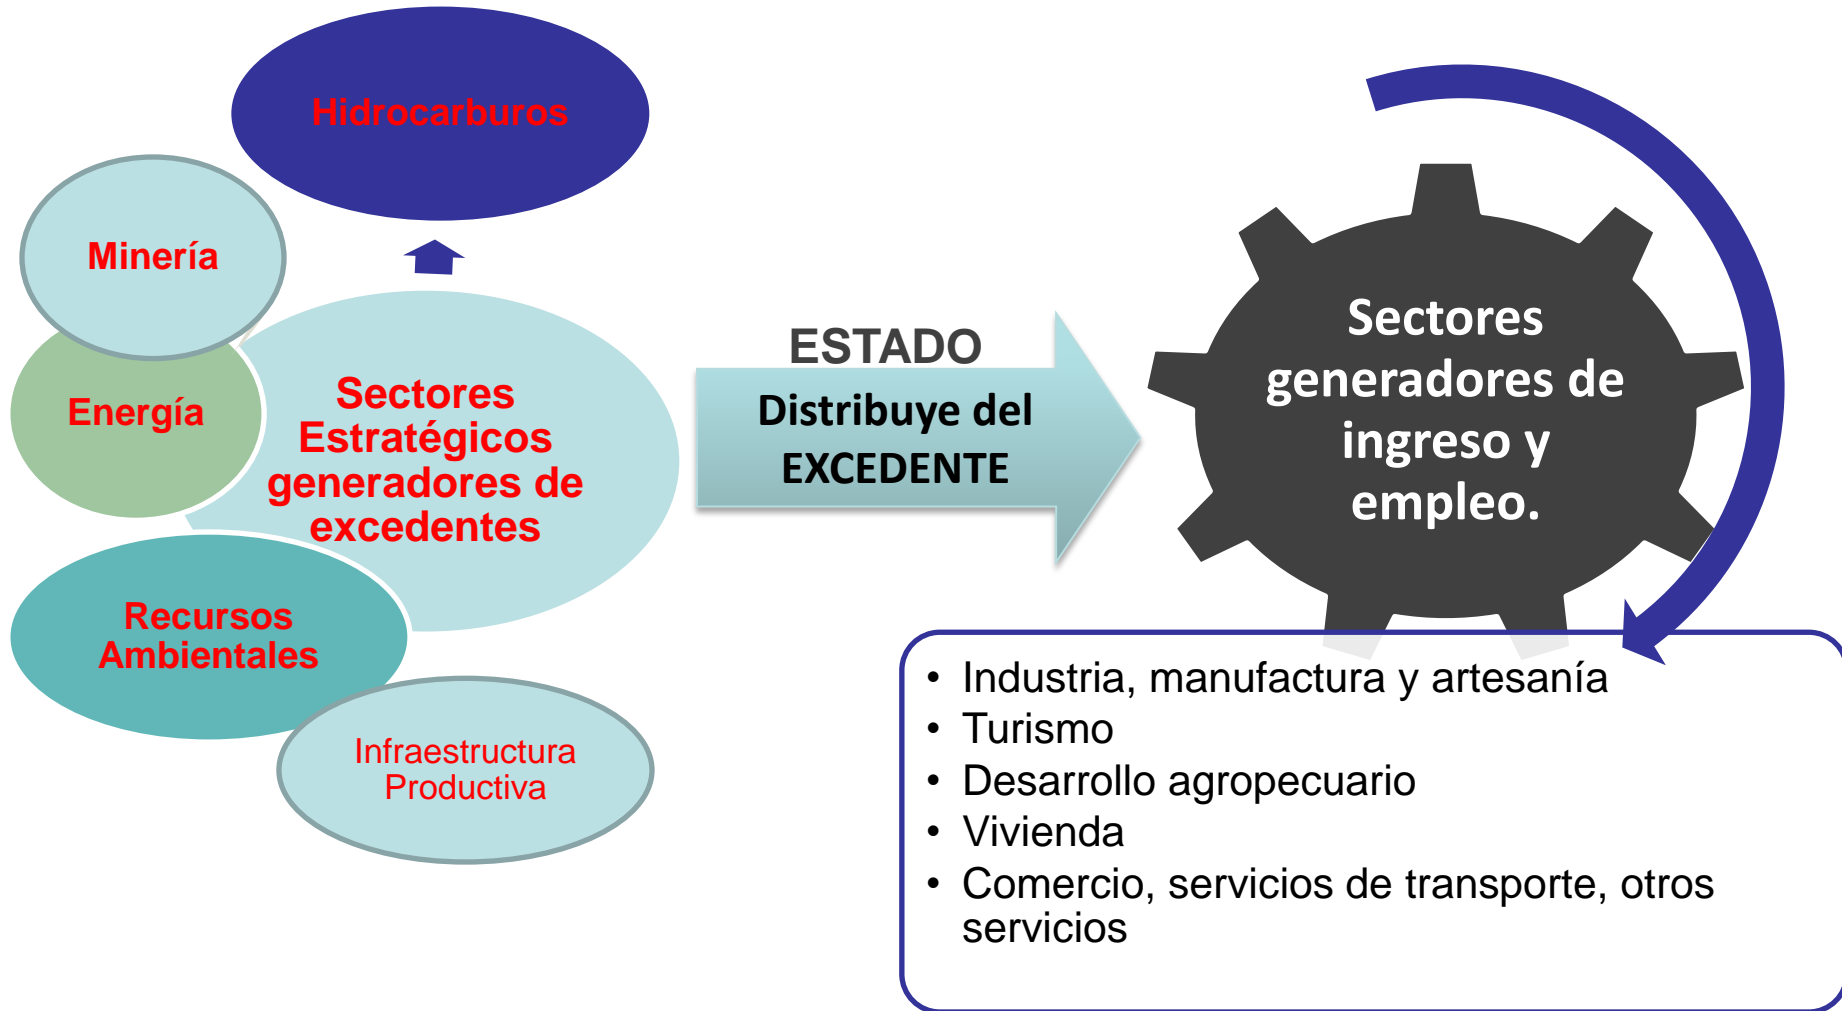 Hidrocarburos
Minería
Energía
Sectores
Estratégicos
generadores de
excedentes
Recursos
Ambientales
Infraestructura
Productiva
ESTADO
Distribuye del
EXCEDENTE
Sectores
generadores de
ingreso y
empleo.
• Industria, manufactura y artesanía
• Turismo
• Desarrollo agropecuario
• Vivienda
• Comercio, servicios de transporte, otros
servicios